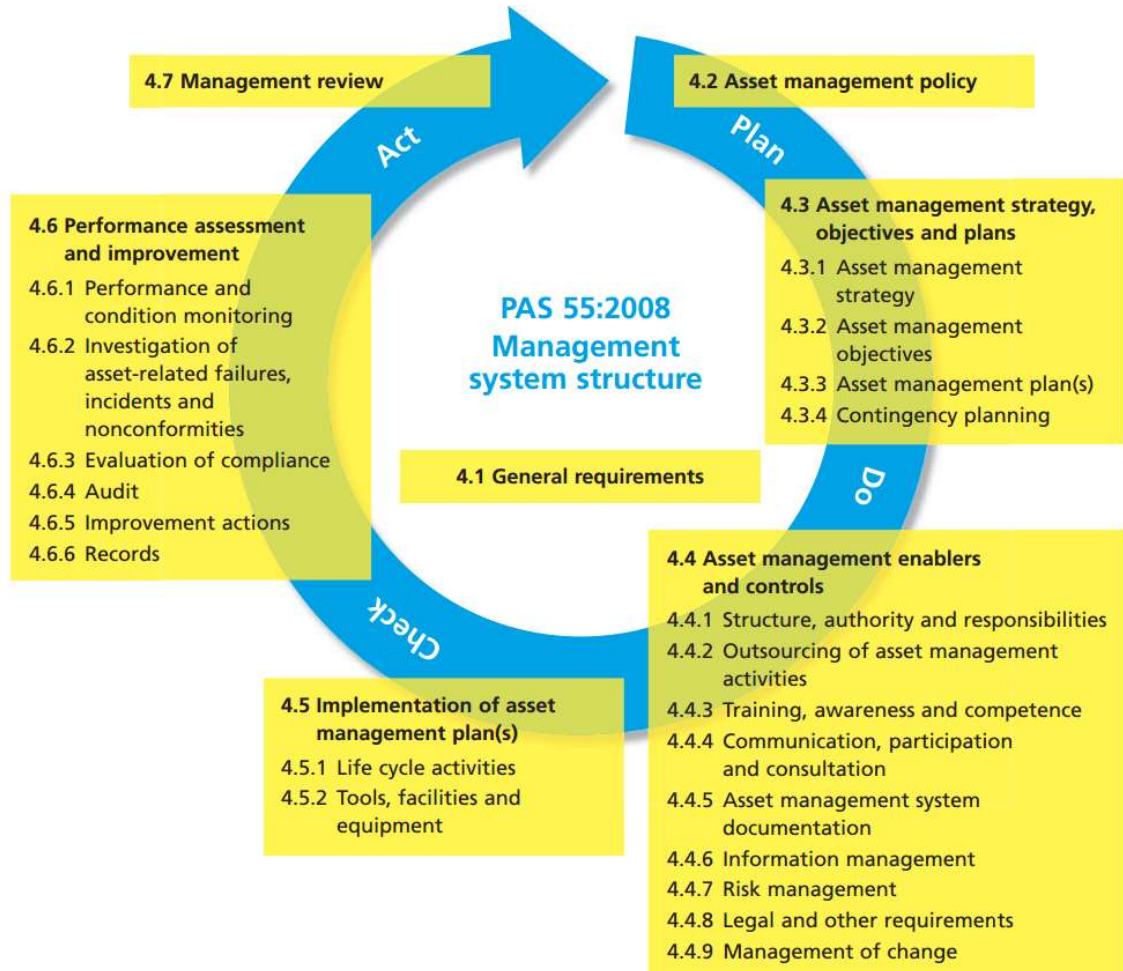 4.7 Management review
4.2 Asset management policy
Act
Plan
4.6 Performance assessment
and improvement
4.6.1 Performance and
condition monitoring
4.6.2 Investigation of
asset-related failures,
incidents and
nonconformities
4.6.3 Evaluation of compliance
4.6.4 Audit
4.6.5 Improvement actions
4.6.6 Records
PAS 55:2008
Management
system structure
4.1 General requirements
4.3 Asset management strategy,
objectives and plans
4.3.1 Asset management
strategy
4.3.2 Asset management
objectives
4.3.3 Asset management plan(s)
4.3.4 Contingency planning
Do
4.4 Asset management enablers
and controls
4.4.1 Structure, authority and responsibilities
4.4.2 Outsourcing of asset management
activities
4.4.3 Training, awareness and competence
4.4.4 Communication, participation
and consultation
4.4.5 Asset management system
documentation
4.4.6 Information management
4.4.7 Risk management
4.4.8 Legal and other requirements
4.4.9 Management of change
Check
4.5 Implementation of asset
management plan(s)
4.5.1 Life cycle activities
4.5.2 Tools, facilities and
equipment